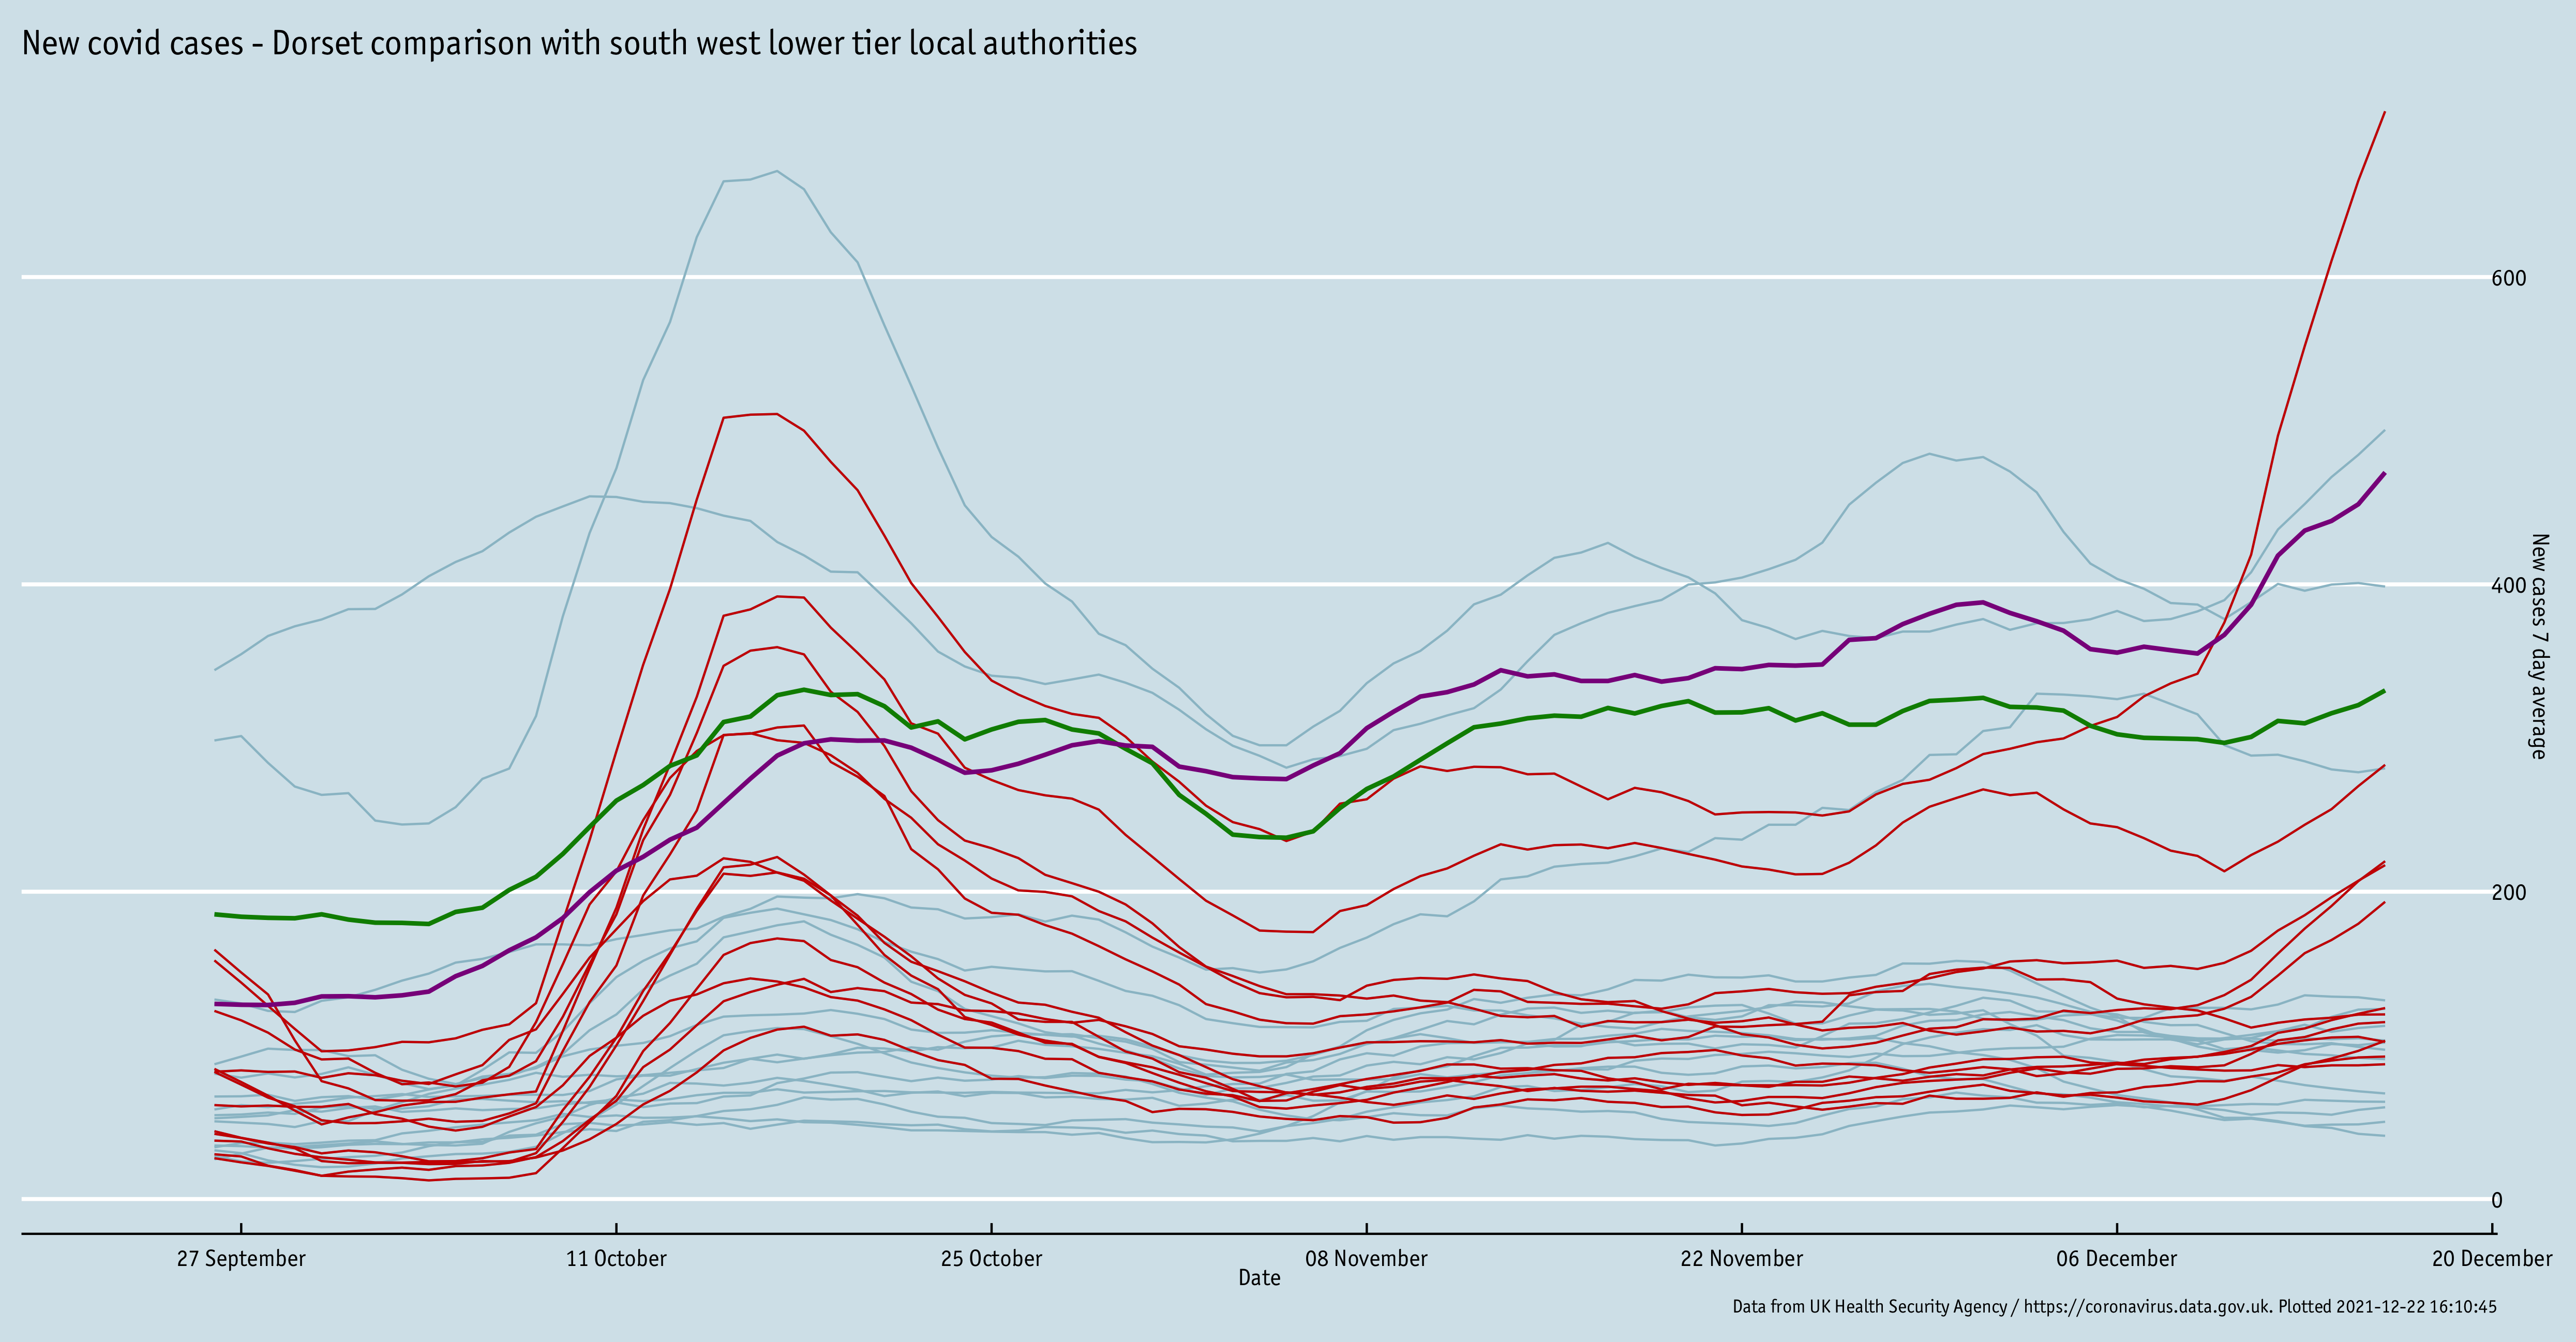 New covid cases - Dorset comparison with south west lower tier local authorities
600
400
200
0
New cases 7 day average
27 September
11 October
25 October
08 November
22 November
06 December
20 December
Date
Data from UK Health Security Agency / https://coronavirus.data.gov.uk. Plotted 2021-12-22 16:10:45